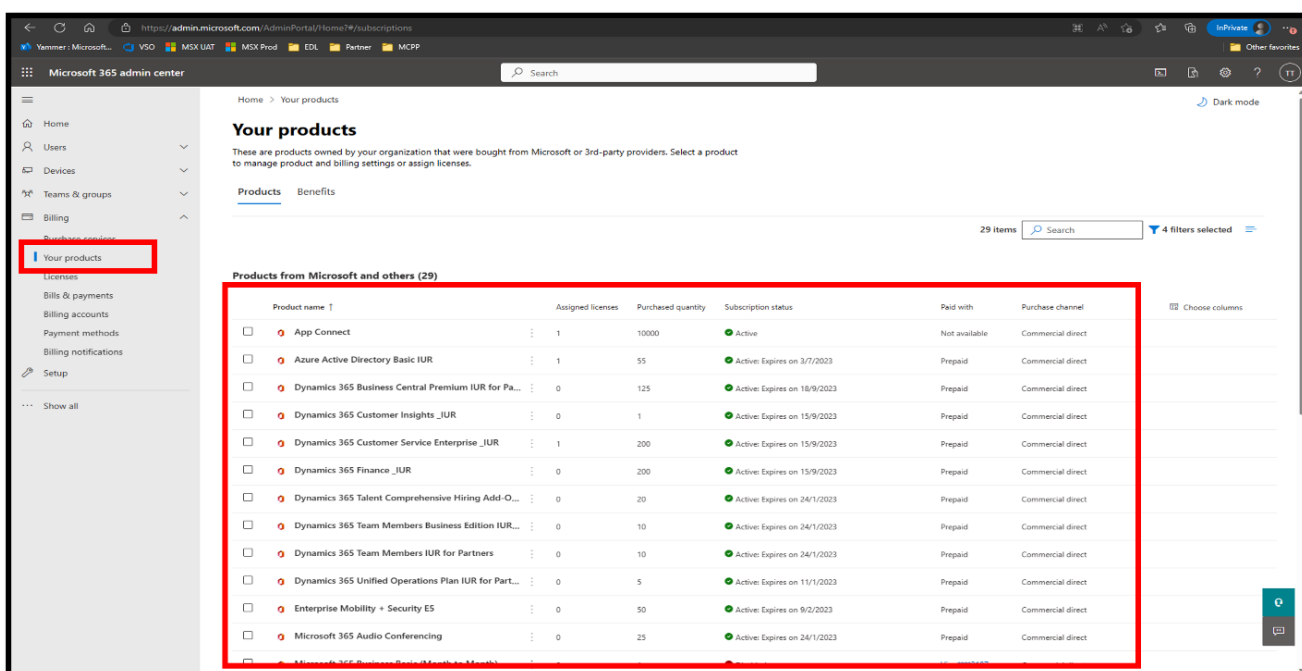 https://admin.microsoft.com/AdminPortal/Home?#/subscriptions
InPrivate
Yammer : Microsoft... VSO MSX UAT MSX Prod EDL Partner MCPP Other favorites
Microsoft 365 admin center
Search
TT
Home > Your products
Dark mode
Home
Users
Devices
Teams & groups
Billing
Purchase services
Your products
Licenses
Bills & payments
Billing accounts
Payment methods
Billing notifications
Setup
Show all
Your products
These are products owned by your organization that were bought from Microsoft or 3rd-party providers. Select a product
to manage product and billing settings or assign licenses.
Products Benefits
29 items Search 4 filters selected
Products from Microsoft and others (29)
Product name ↑ Assigned licenses Purchased quantity Subscription status Paid with Purchase channel Choose columns
App Connect 1 10000 Active Not available Commercial direct
Azure Active Directory Basic IUR 1 55 Active: Expires on 3/7/2023 Prepaid Commercial direct
Dynamics 365 Business Central Premium IUR for Pa... 0 125 Active: Expires on 18/9/2023 Prepaid Commercial direct
Dynamics 365 Customer Insights _IUR 0 1 Active: Expires on 15/9/2023 Prepaid Commercial direct
Dynamics 365 Customer Service Enterprise _IUR 1 200 Active: Expires on 15/9/2023 Prepaid Commercial direct
Dynamics 365 Finance _IUR 0 200 Active: Expires on 15/9/2023 Prepaid Commercial direct
Dynamics 365 Talent Comprehensive Hiring Add-O... 0 20 Active: Expires on 24/1/2023 Prepaid Commercial direct
Dynamics 365 Team Members Business Edition IUR... 0 10 Active: Expires on 24/1/2023 Prepaid Commercial direct
Dynamics 365 Team Members IUR for Partners 0 10 Active: Expires on 24/1/2023 Prepaid Commercial direct
Dynamics 365 Unified Operations Plan IUR for Part... 0 5 Active: Expires on 11/1/2023 Prepaid Commercial direct
Enterprise Mobility + Security E5 0 50 Active: Expires on 9/2/2023 Prepaid Commercial direct
Microsoft 365 Audio Conferencing 0 25 Active: Expires on 24/1/2023 Prepaid Commercial direct
Microsoft 365 Business Basic (Month to Month)